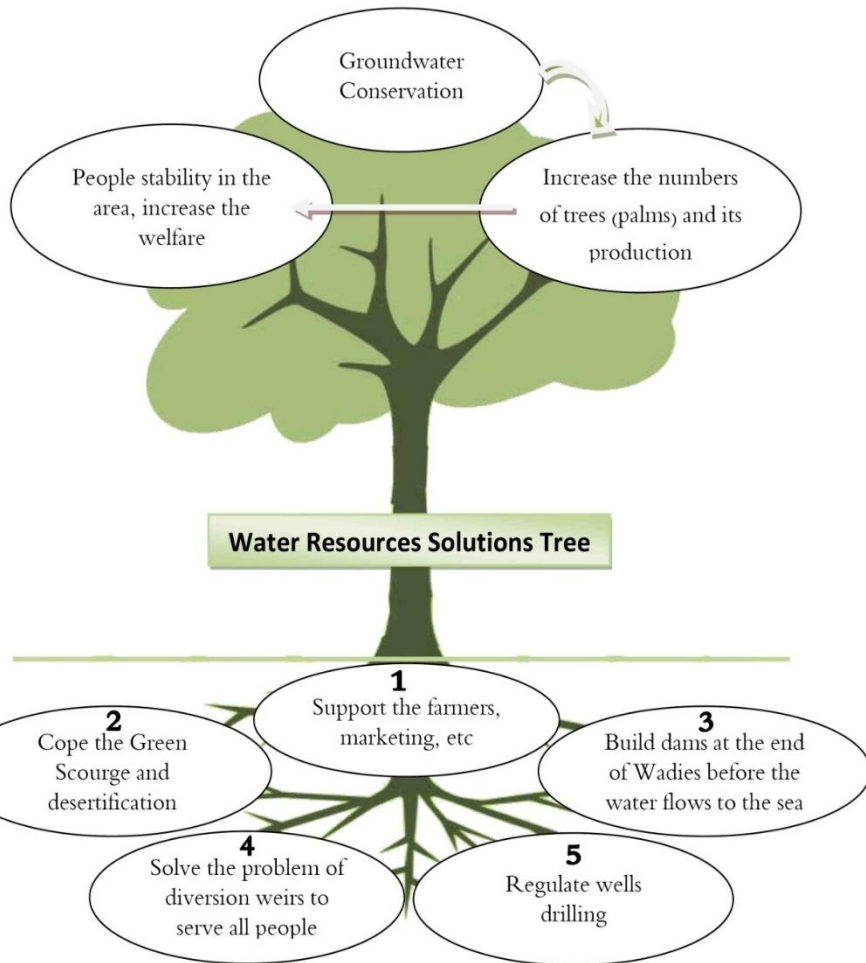 Groundwater
Conservation
People stability in the
area, increase the
welfare
Increase the numbers
of trees (palms) and its
production
Water Resources Solutions Tree
1
Support the farmers,
marketing, etc
2
Cope the Green
Scourge and
desertification
3
Build dams at the end
of Wadies before the
water flows to the sea
4
Solve the problem of
diversion weirs to
serve all people
5
Regulate wells
drilling